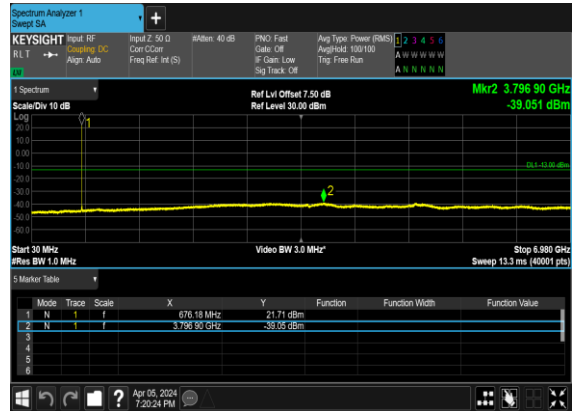 Spectrum Analyzer 1
Swept SA
+
KEYSIGHT Input: RF Input Z: 50 Ω #Atten: 40 dB PNO: Fast Avg Type: Power (RMS) 1 2 3 4 5 6
RLT Coupling: DC Corr CCorr Gate: Off Avg|Hold: 100/100 A W W W W W
Align: Auto Freq Ref: Int (S) IF Gain: Low Trig: Free Run
LW Sig Track: Off A N N N N N
1 Spectrum Ref Lvl Offset 7.50 dB Mkr2 3.796 90 GHz
Scale/Div 10 dB Ref Level 30.00 dBm -39.051 dBm
Log
20.0
10.0
0.00
-10.0
-20.0
-30.0
-40.0
-50.0
-60.0
1
DL1 -13.00 dBm
2
Start 30 MHz Video BW 3.0 MHz* Stop 6.980 GHz
#Res BW 1.0 MHz Sweep 13.3 ms (40001 pts)
5 Marker Table
Mode Trace Scale X Y Function Function Width Function Value
1 N 1 f 676.18 MHz 21.71 dBm
2 N 1 f 3.796 90 GHz -39.05 dBm
3
4
5
6
? Apr 05, 2024
7:20:24 PM